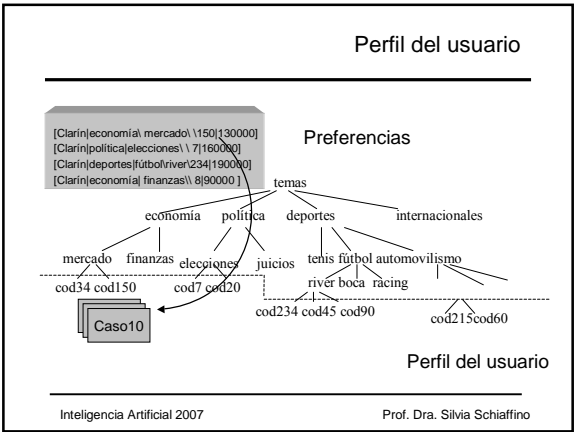 Perfil del usuario
[Clarín|economía\ mercado\ \150|130000]
[Clarín|política|elecciones\ \ 7|160000]
[Clarín|deportes|fútbol\river\234|190000]
[Clarín|economía| finanzas\\ 8|90000 ]
Preferencias
temas
economía política deportes internacionales
mercado finanzas elecciones juicios tenis fútbol automovilismo
river boca racing
cod34 cod150 cod7 cod20
cod234 cod45 cod90
cod215cod60
Caso10
Perfil del usuario
Inteligencia Artificial 2007 Prof. Dra. Silvia Schiaffino